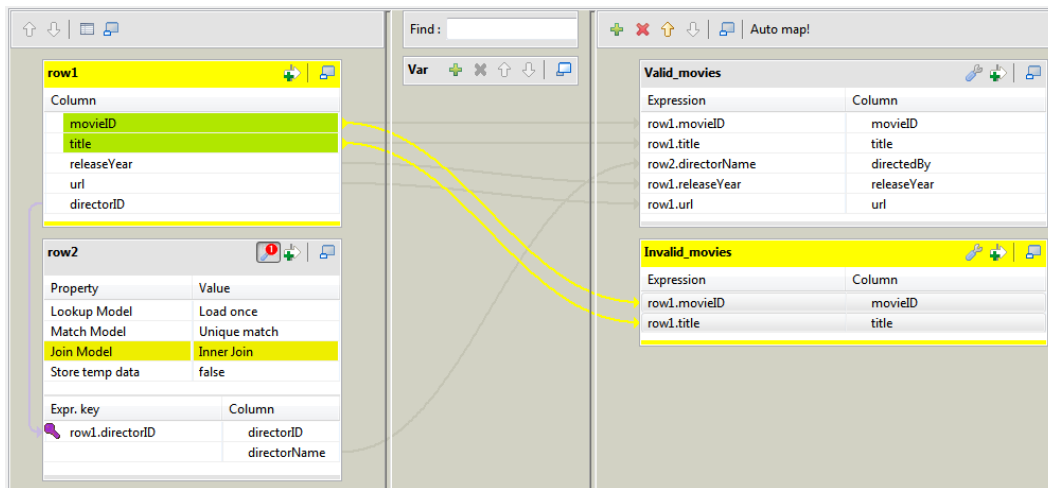 Find :
Auto map!
row1
Column
movieID
title
releaseYear
url
directorID
row2
Property Value
Lookup Model Load once
Match Model Unique match
Join Model Inner Join
Store temp data false
Expr. key Column
row1.directorID directorID
directorName
Var
Valid_movies
Expression Column
row1.movieID movieID
row1.title title
row2.directorName directedBy
row1.releaseYear releaseYear
row1.url url
Invalid_movies
Expression Column
row1.movieID movieID
row1.title title